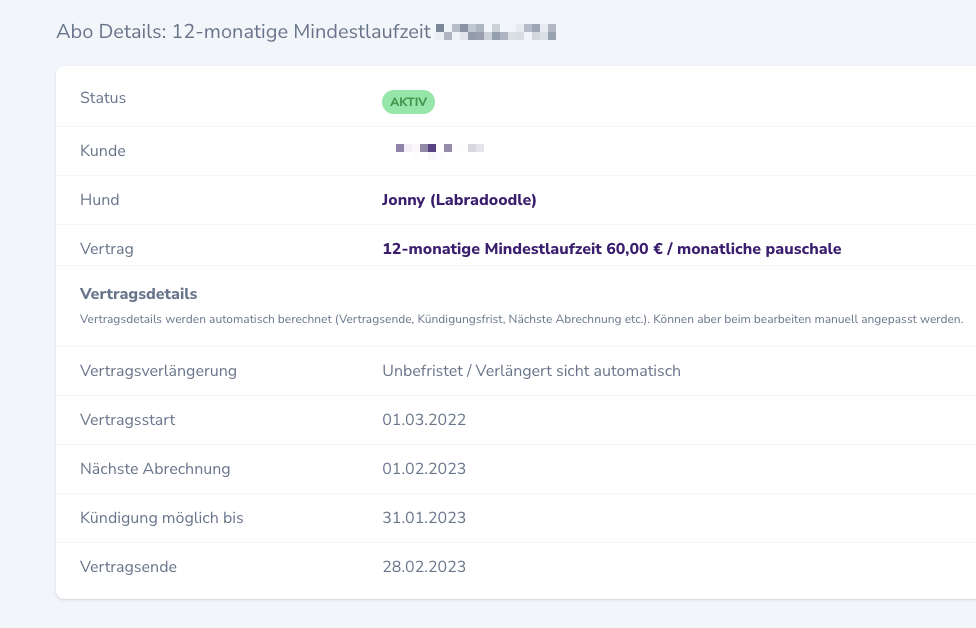 Abo Details: 12-monatige Mindestlaufzeit
Status AKTIV
Kunde
Hund Jonny (Labradoodle)
Vertrag 12-monatige Mindestlaufzeit 60,00 € / monatliche pauschale
Vertragsdetails
Vertragsdetails werden automatisch berechnet (Vertragsende, Kündigungsfrist, Nächste Abrechnung etc.). Können aber beim bearbeiten manuell angepasst werden.
Vertragsverlängerung Unbefristet / Verlängert sicht automatisch
Vertragsstart 01.03.2022
Nächste Abrechnung 01.02.2023
Kündigung möglich bis 31.01.2023
Vertragsende 28.02.2023